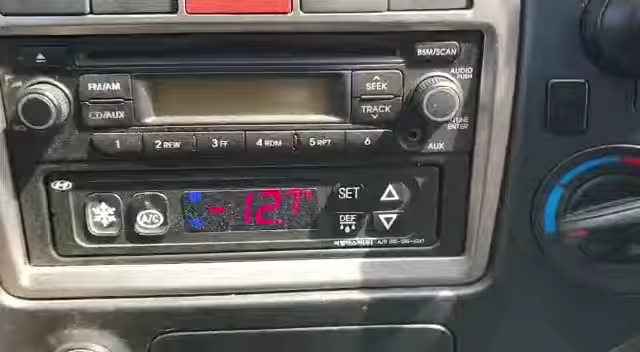 BSM/SCAN
FM/AM
SEEK
AUDIO
PUSH
CD/AUX
TRACK
TUNE
ENTER
1
2 REW
3 FF
4 RDM
5 RPT
6
AUX
A/C
-12.7
SET
DEF